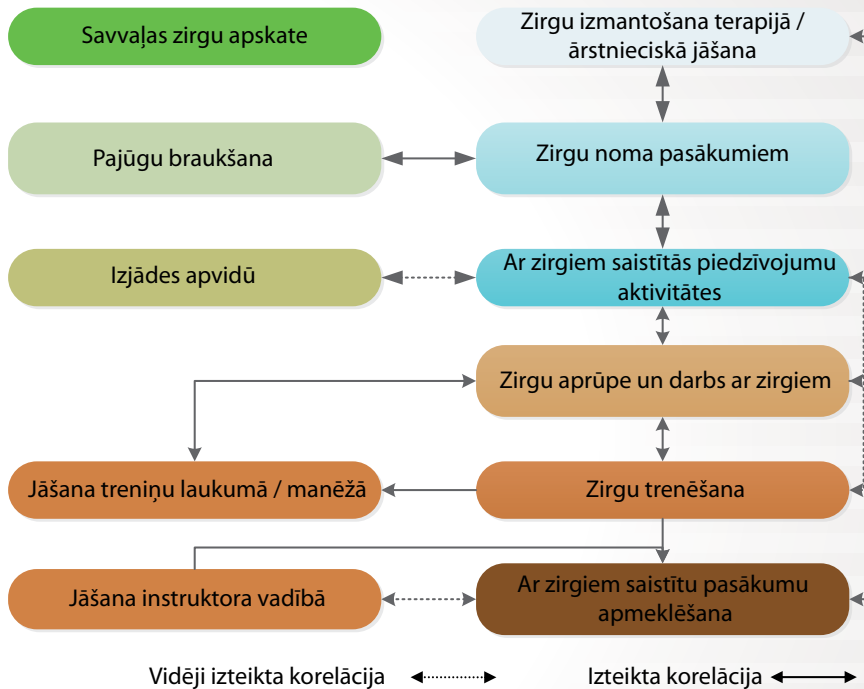 Savvaļas zirgu apskate
Zirgu izmantošana terapijā /
ārstnieciskā jāšana
Pajūgu braukšana
Zirgu noma pasākumiem
Izjādes apvidū
Ar zirgiem saistītās piedzīvojumu
aktivitātes
Zirgu aprūpe un darbs ar zirgiem
Jāšana treniņu laukumā / manēžā
Zirgu trenēšana
Jāšana instruktora vadībā
Ar zirgiem saistītu pasākumu
apmeklēšana
Vidēji izteikta korelācija
Izteikta korelācija